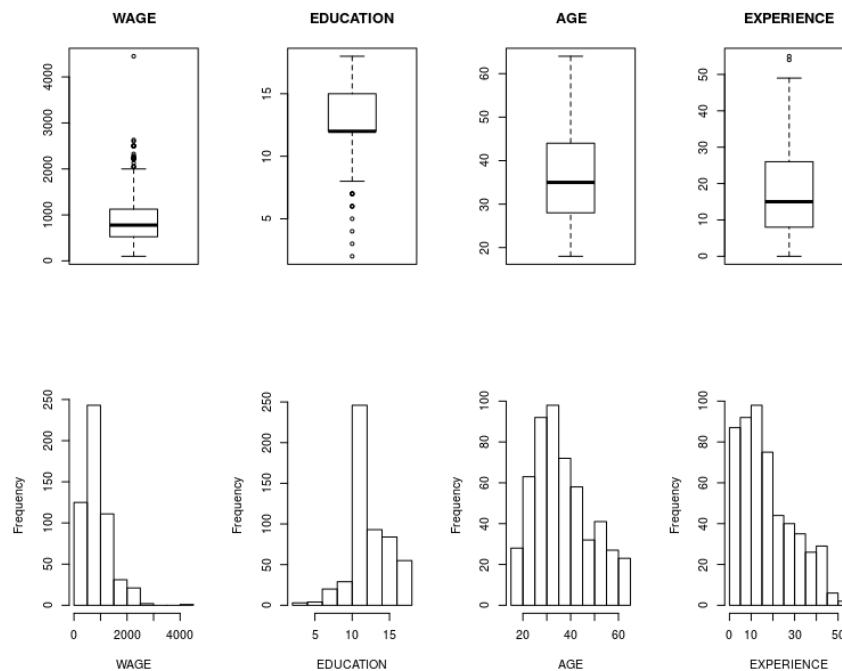 WAGE EDUCATION AGE EXPERIENCE
0 1000 2000 3000 4000
5 10 15
20 30 40 50 60
0 10 20 30 40 50
Frequency
0 50 100 150 200 250
0 2000 4000
WAGE
Frequency
0 50 100 150 200 250
5 10 15
EDUCATION
Frequency
0 20 40 60 80 100
20 40 60
AGE
Frequency
0 20 40 60 80 100
0 10 30 50
EXPERIENCE